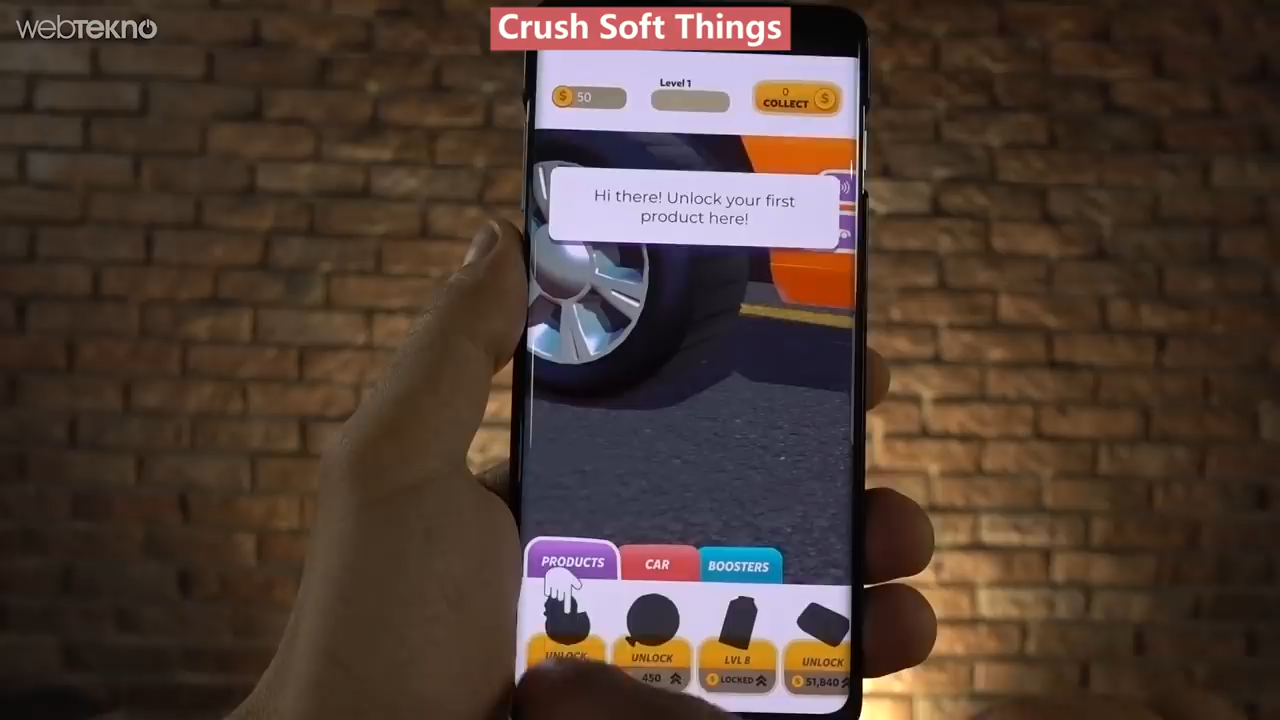 webtekno
Crush Soft Things
50
Level 1
0
COLLECT
Hi there! Unlock your first
product here!
PRODUCTS
CAR
BOOSTERS
UNLOCK
UNLOCK
450
LVL 8
LOCKED
UNLOCK
51,840